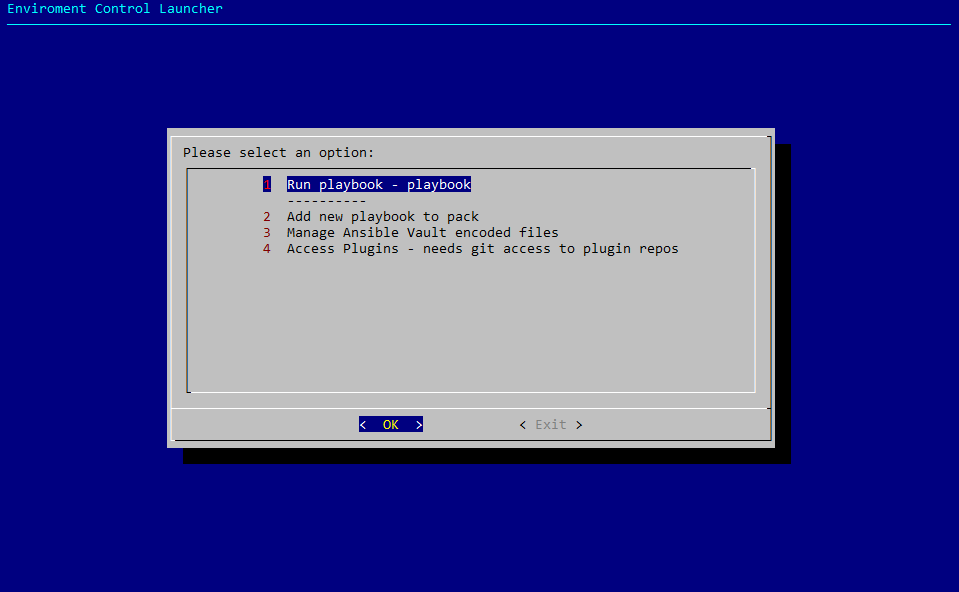 Enviroment Control Launcher
Please select an option:
1 Run playbook - playbook
----------
2 Add new playbook to pack
3 Manage Ansible Vault encoded files
4 Access Plugins - needs git access to plugin repos
< OK > < Exit >